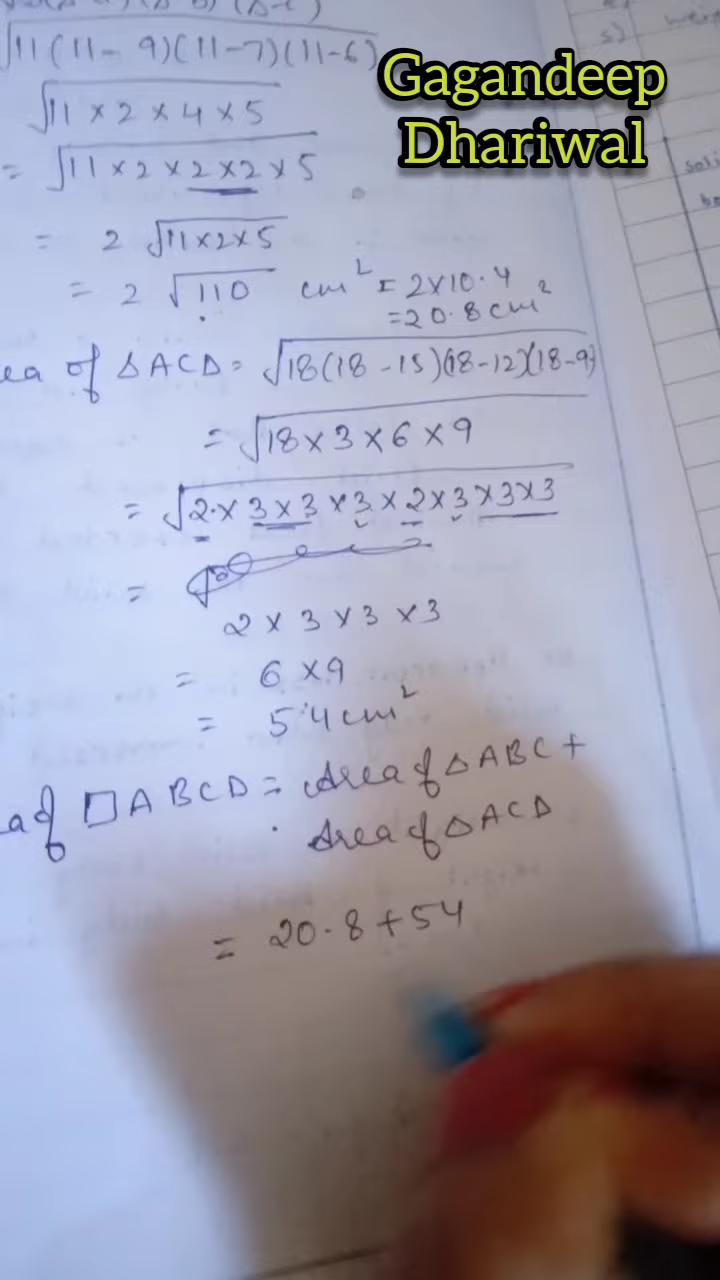 √11(11-9)(11-7)(11-6)
Gagandeep
Dhariwal
√11×2×4×5
= √11×2×2×2×5
= 2 √11×2×5
= 2 √110 cm² = 2×10.4
= 20.8 cm²
ea of △ACD = √18(18-15)(18-12)(18-9)
= √18×3×6×9
= √2×3×3×3×2×3×3×3
=
2×3×3×3
= 6×9
= 54 cm²
a of □ABCD = Area of △ABC +
Area of △ACD
= 20.8+54